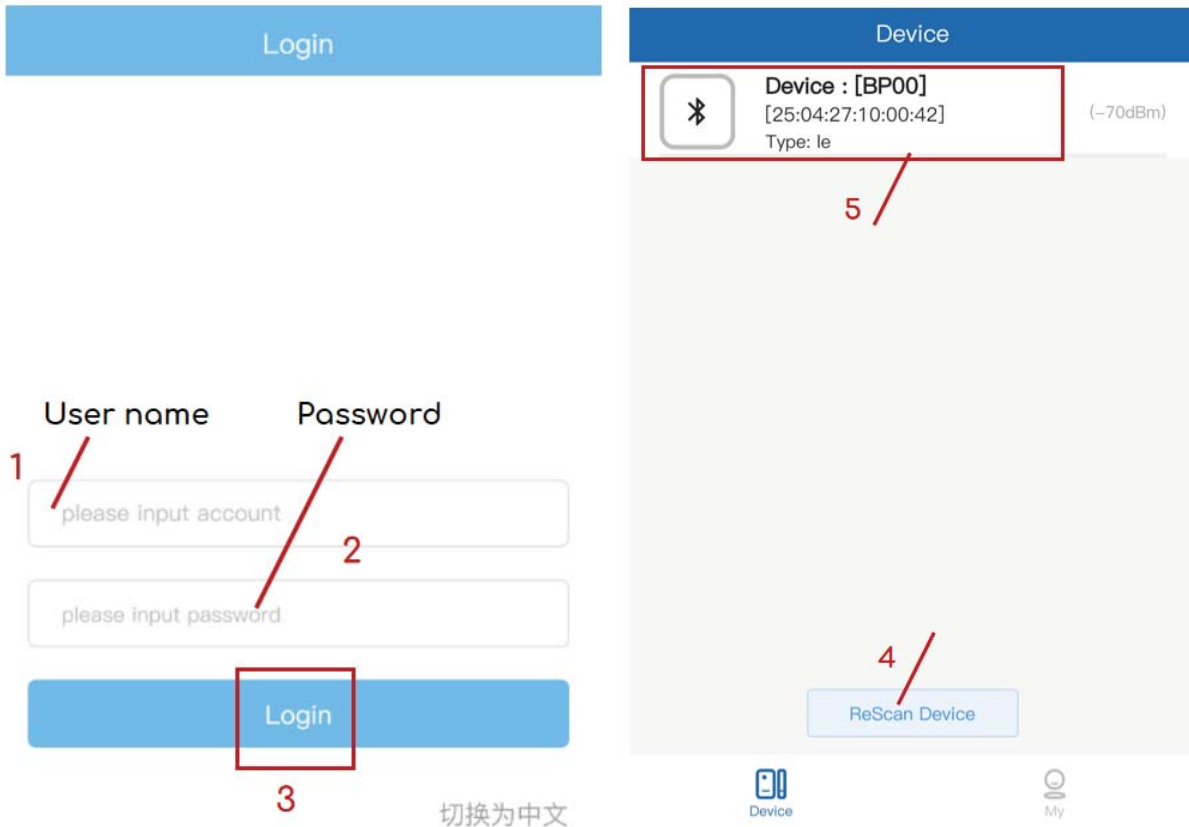 Login
User name
Password
1
please input account
2
please input password
Login
3
切换为中文
Device
Device : [BP00]
[25:04:27:10:00:42]
(-70dBm)
Type: le
5
4
ReScan Device
Device
My